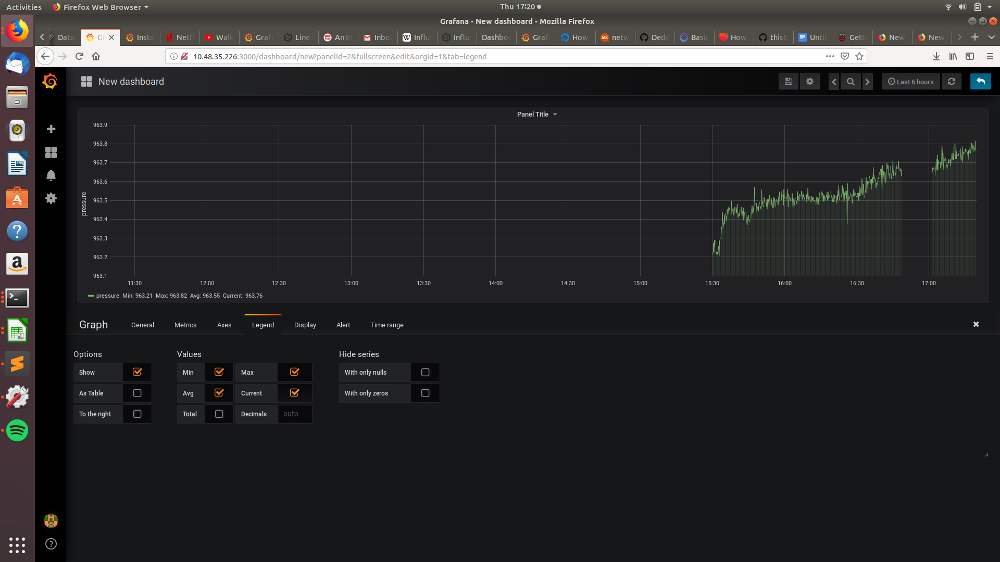 Activities Firefox Web Browser Thu 17:20
Grafana - New dashboard - Mozilla Firefox
Data Gr Insta Netf Walk Grafa Line An In Inbo Influ Influ Dashbo Grafa How netw Dedc Basic How thisb Unti Getti New New
10.48.35.226:3000/dashboard/new?panelId=2&fullscreen&edit&orgId=1&tab=legend
New dashboard Last 6 hours
Panel Title
963.9
963.8
963.7
963.6
963.5
963.4
963.3
963.2
963.1
pressure
11:30 12:00 12:30 13:00 13:30 14:00 14:30 15:00 15:30 16:00 16:30 17:00
pressure Min: 963.21 Max: 963.82 Avg: 963.55 Current: 963.76
Graph General Metrics Axes Legend Display Alert Time range
Options Values Hide series
Show Min Max With only nulls
As Table Avg Current With only zeros
To the right Total Decimals auto